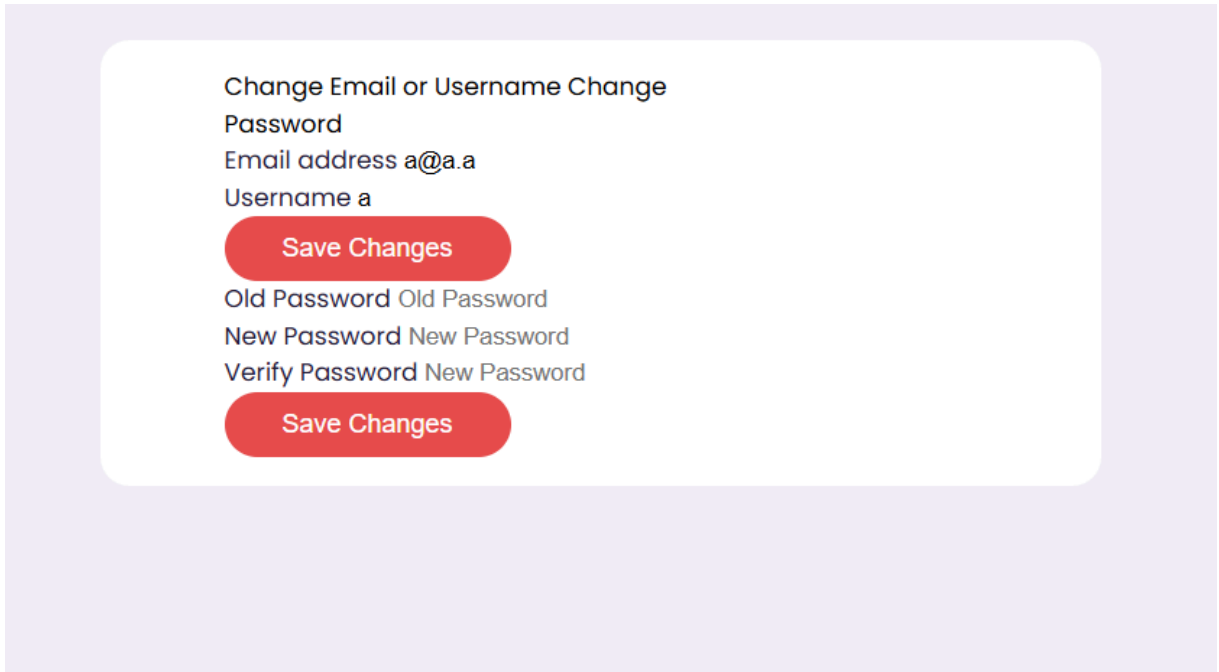 Change Email or Username Change
Password
Email address a@a.a
Username a
Save Changes
Old Password Old Password
New Password New Password
Verify Password New Password
Save Changes